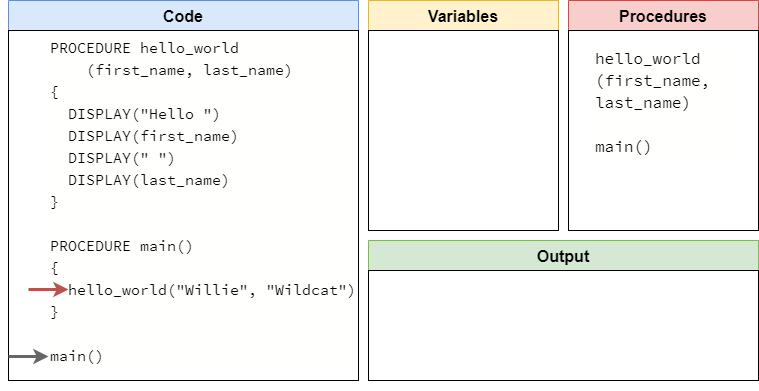 Code
PROCEDURE hello_world
(first_name, last_name)
{
DISPLAY("Hello ")
DISPLAY(first_name)
DISPLAY(" ")
DISPLAY(last_name)
}
PROCEDURE main()
{
hello_world("Willie", "Wildcat")
}
main()
Variables
Procedures
hello_world
(first_name,
last_name)
main()
Output